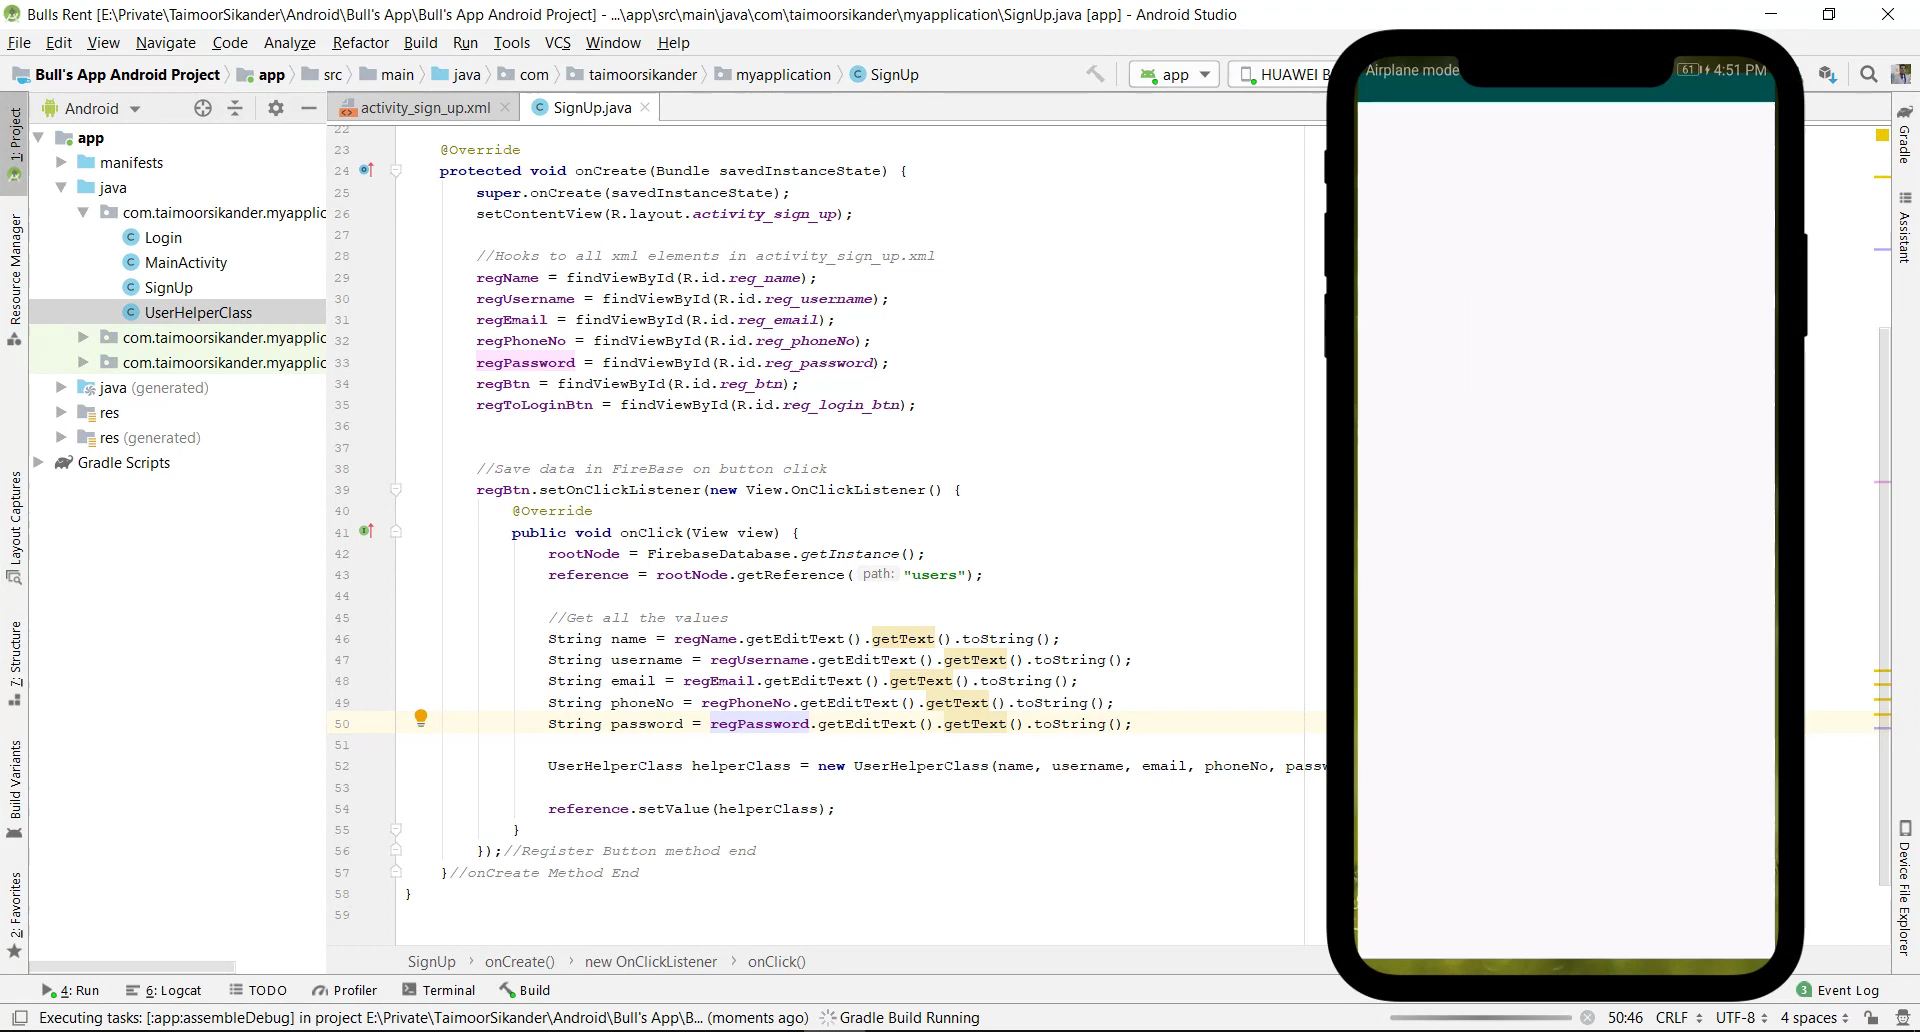 Bulls Rent [E:\Private\TaimoorSikander\Android\Bull's App\Bull's App Android Project] - ...\app\src\main\java\com\taimoorsikander\myapplication\SignUp.java [app] - Android Studio
File Edit View Navigate Code Analyze Refactor Build Run Tools VCS Window Help
Bull's App Android Project app src main java com taimoorsikander myapplication SignUp app HUAWEI
Airplane mode 61 4:51 PM
Android activity_sign_up.xml SignUp.java
app
manifests
java
com.taimoorsikander.myapplic
Login
MainActivity
SignUp
UserHelperClass
com.taimoorsikander.myapplic
com.taimoorsikander.myapplic
java (generated)
res
res (generated)
Gradle Scripts
1: Project
Resource Manager
Layout Captures
7: Structure
Build Variants
2: Favorites
22
23 @Override
24 protected void onCreate(Bundle savedInstanceState) {
25 super.onCreate(savedInstanceState);
26 setContentView(R.layout.activity_sign_up);
27
28 //Hooks to all xml elements in activity_sign_up.xml
29 regName = findViewById(R.id.reg_name);
30 regUsername = findViewById(R.id.reg_username);
31 regEmail = findViewById(R.id.reg_email);
32 regPhoneNo = findViewById(R.id.reg_phoneNo);
33 regPassword = findViewById(R.id.reg_password);
34 regBtn = findViewById(R.id.reg_btn);
35 regToLoginBtn = findViewById(R.id.reg_login_btn);
36
37
38 //Save data in FireBase on button click
39 regBtn.setOnClickListener(new View.OnClickListener() {
40 @Override
41 public void onClick(View view) {
42 rootNode = FirebaseDatabase.getInstance();
43 reference = rootNode.getReference( path: "users");
44
45 //Get all the values
46 String name = regName.getEditText().getText().toString();
47 String username = regUsername.getEditText().getText().toString();
48 String email = regEmail.getEditText().getText().toString();
49 String phoneNo = regPhoneNo.getEditText().getText().toString();
50 String password = regPassword.getEditText().getText().toString();
51
52 UserHelperClass helperClass = new UserHelperClass(name, username, email, phoneNo, passw
53
54 reference.setValue(helperClass);
55 }
56 });//Register Button method end
57 }//onCreate Method End
58 }
59
SignUp onCreate() new OnClickListener onClick()
Gradle
Assistant
Device File Explorer
4: Run 6: Logcat TODO Profiler Terminal Build 3 Event Log
Executing tasks: [:app:assembleDebug] in project E:\Private\TaimoorSikander\Android\Bull's App\B... (moments ago) Gradle Build Running 50:46 CRLF UTF-8 4 spaces